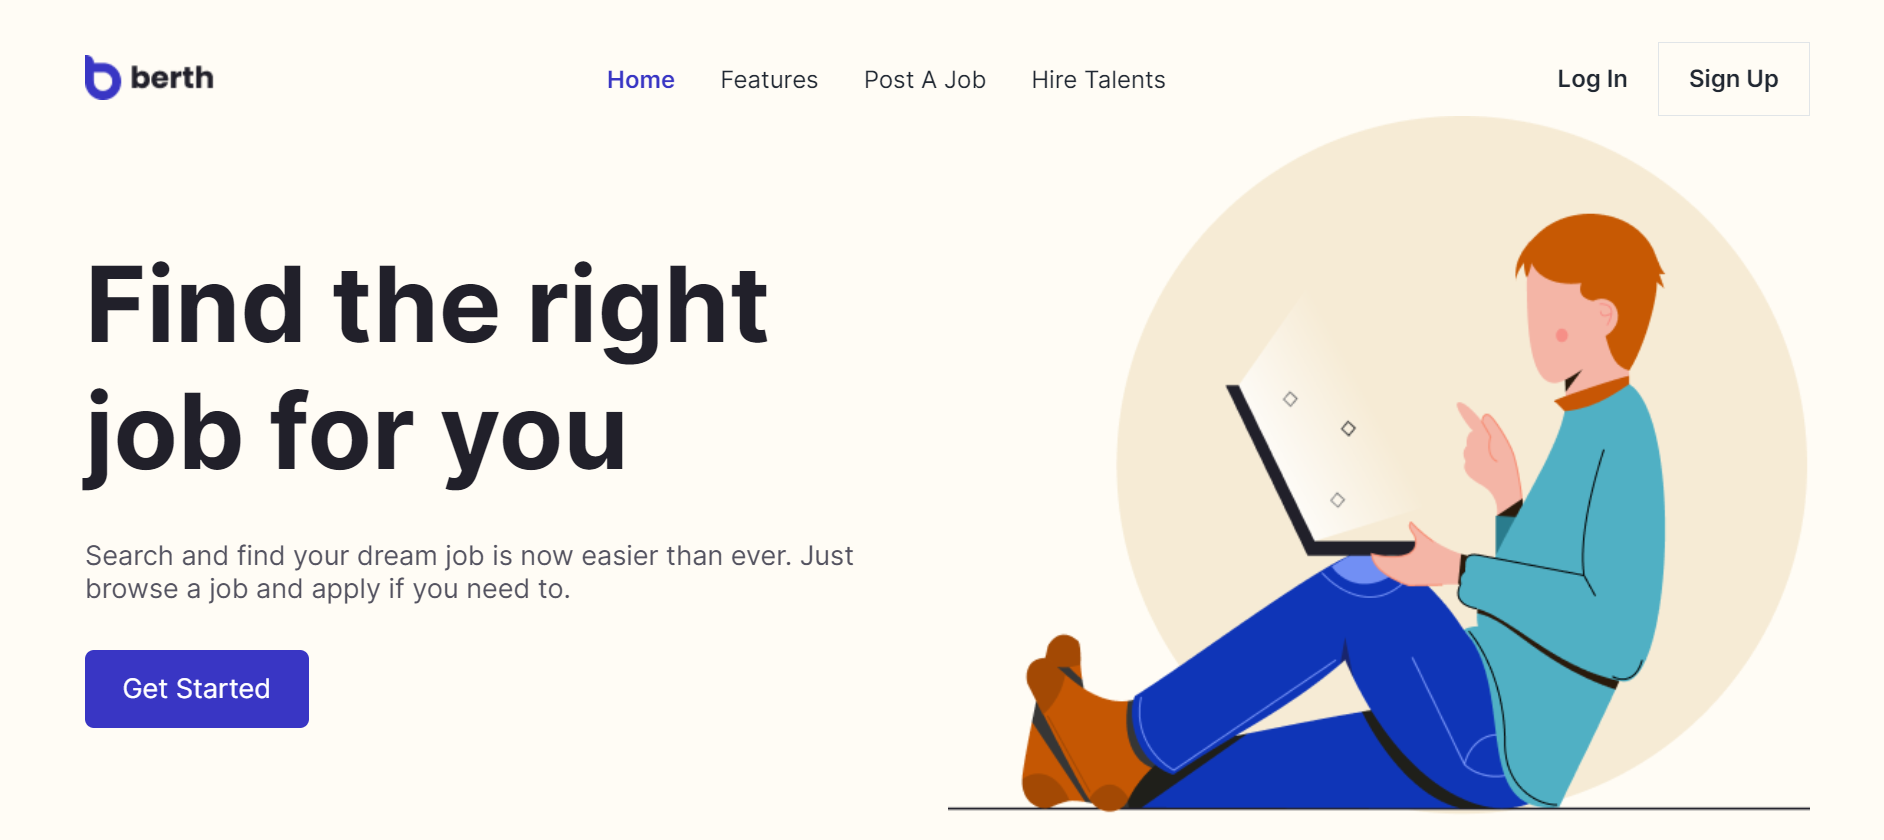 berth
Home Features Post A Job Hire Talents
Log In Sign Up
Find the right
job for you
Search and find your dream job is now easier than ever. Just
browse a job and apply if you need to.
Get Started